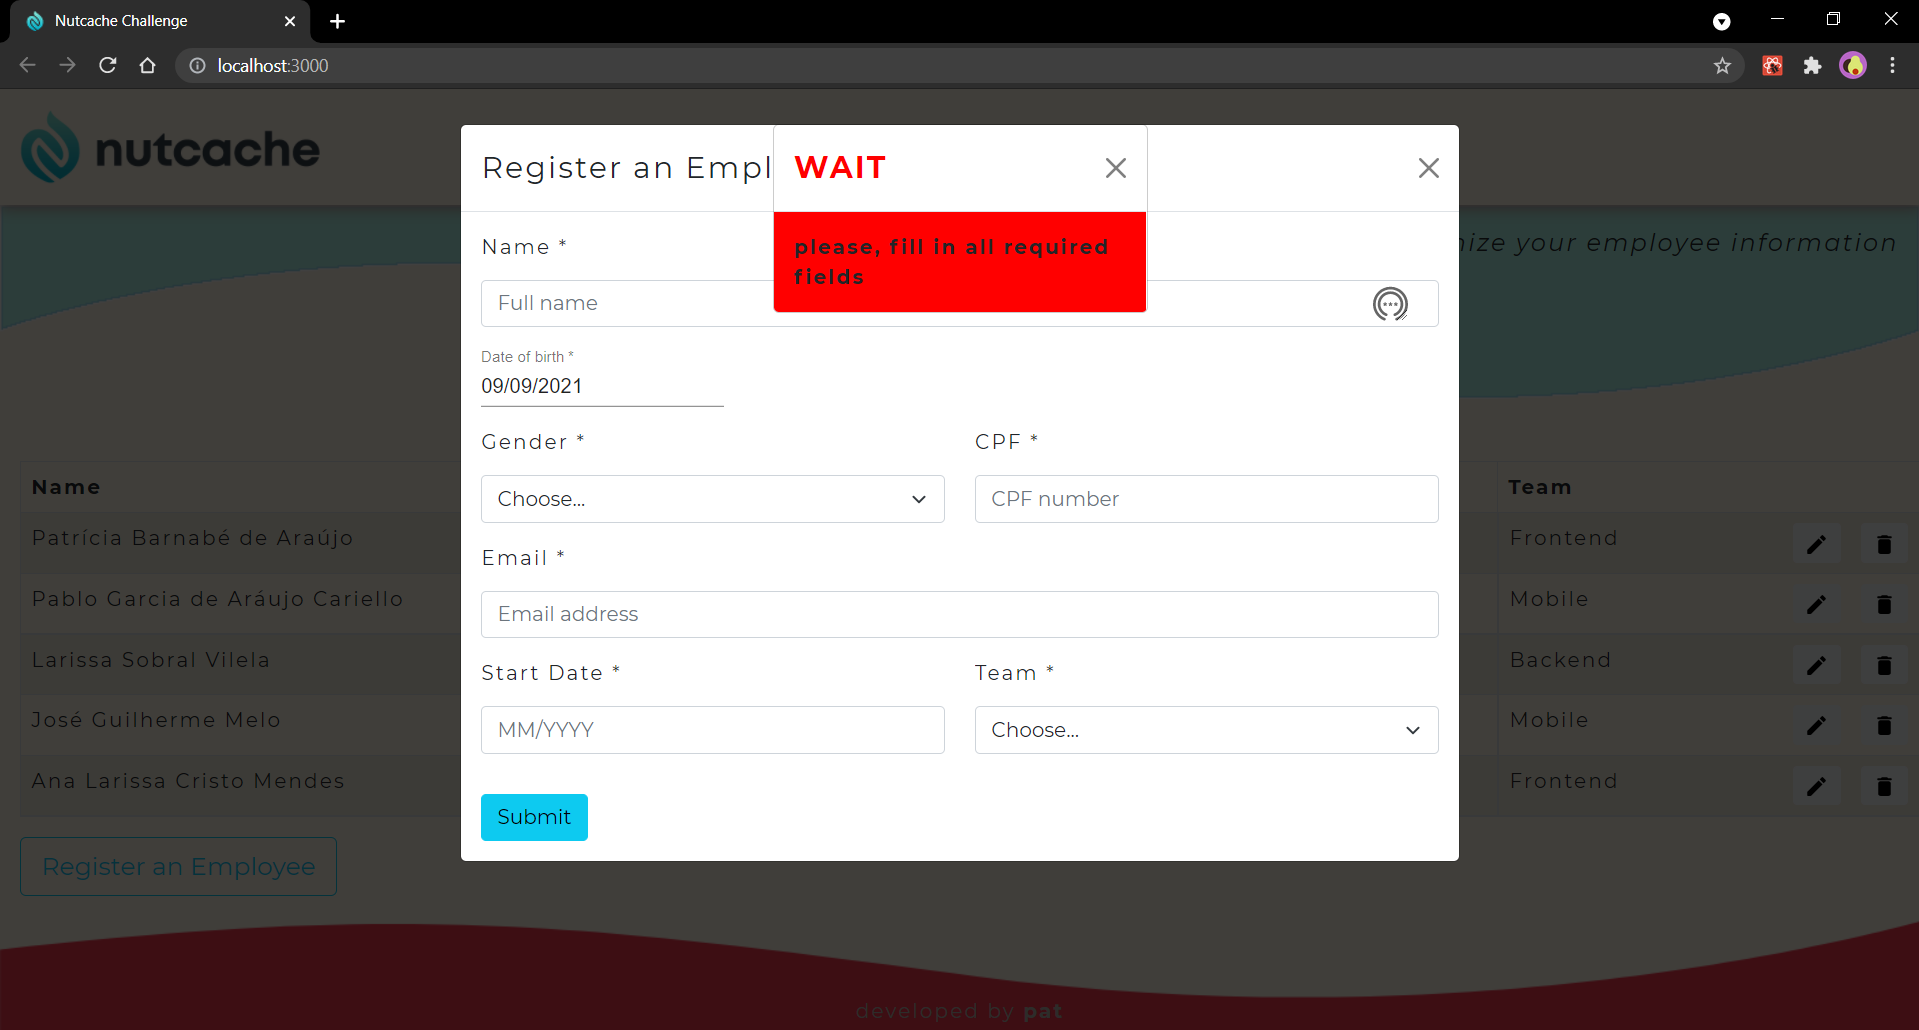 Nutcache Challenge
localhost:3000
nutcache
Register an Empl
WAIT
please, fill in all required
fields
nize your employee information
Name *
Full name
Date of birth *
09/09/2021
Gender *
CPF *
Choose...
CPF number
Email *
Email address
Start Date *
Team *
MM/YYYY
Choose...
Submit
Name
Team
Patrícia Barnabé de Araújo
Frontend
Pablo Garcia de Aráujo Cariello
Mobile
Larissa Sobral Vilela
Backend
José Guilherme Melo
Mobile
Ana Larissa Cristo Mendes
Frontend
Register an Employee
developed by pat